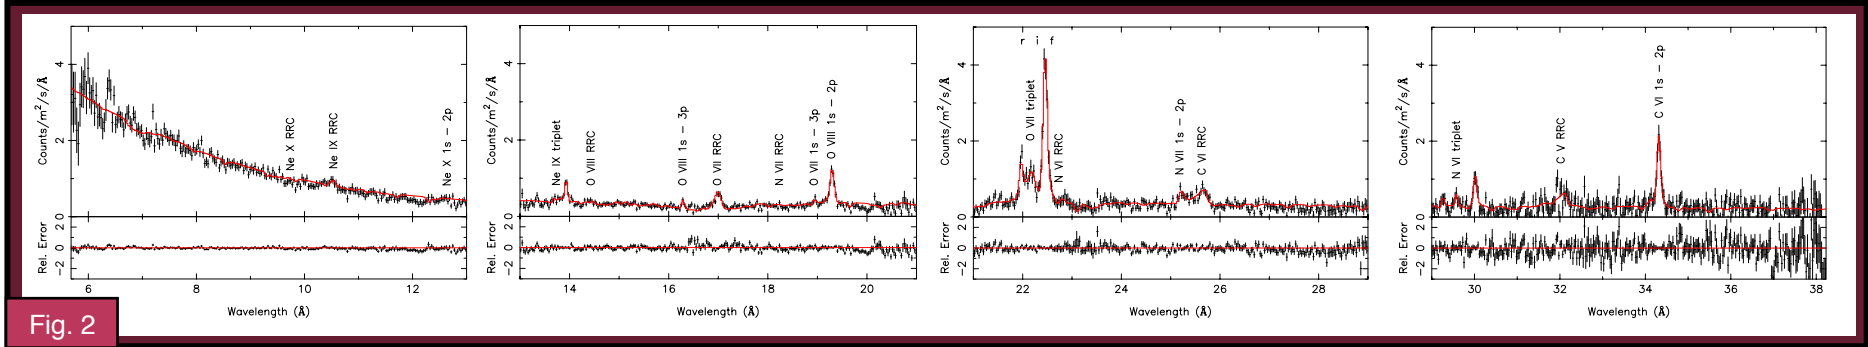 Counts/m²/s/Å
4
2
0
Ne X RRC
Ne IX RRC
Ne X 1s – 2p
Rel. Error
2
0
−2
6 8 10 12
Wavelength (Å)
Counts/m²/s/Å
4
2
0
Ne IX triplet
O VIII RRC
O VIII 1s – 3p
O VII RRC
N VII RRC
O VII 1s – 3p
O VIII 1s – 2p
Rel. Error
2
0
−2
14 16 18 20
Wavelength (Å)
Counts/m²/s/Å
4
2
0
r i f
O VII triplet
N VI RRC
N VII 1s – 2p
C VI RRC
Rel. Error
2
0
−2
22 24 26 28
Wavelength (Å)
Counts/m²/s/Å
4
2
0
N VI triplet
C V RRC
C VI 1s – 2p
Rel. Error
2
0
−2
30 32 34 36 38
Wavelength (Å)
Fig. 2